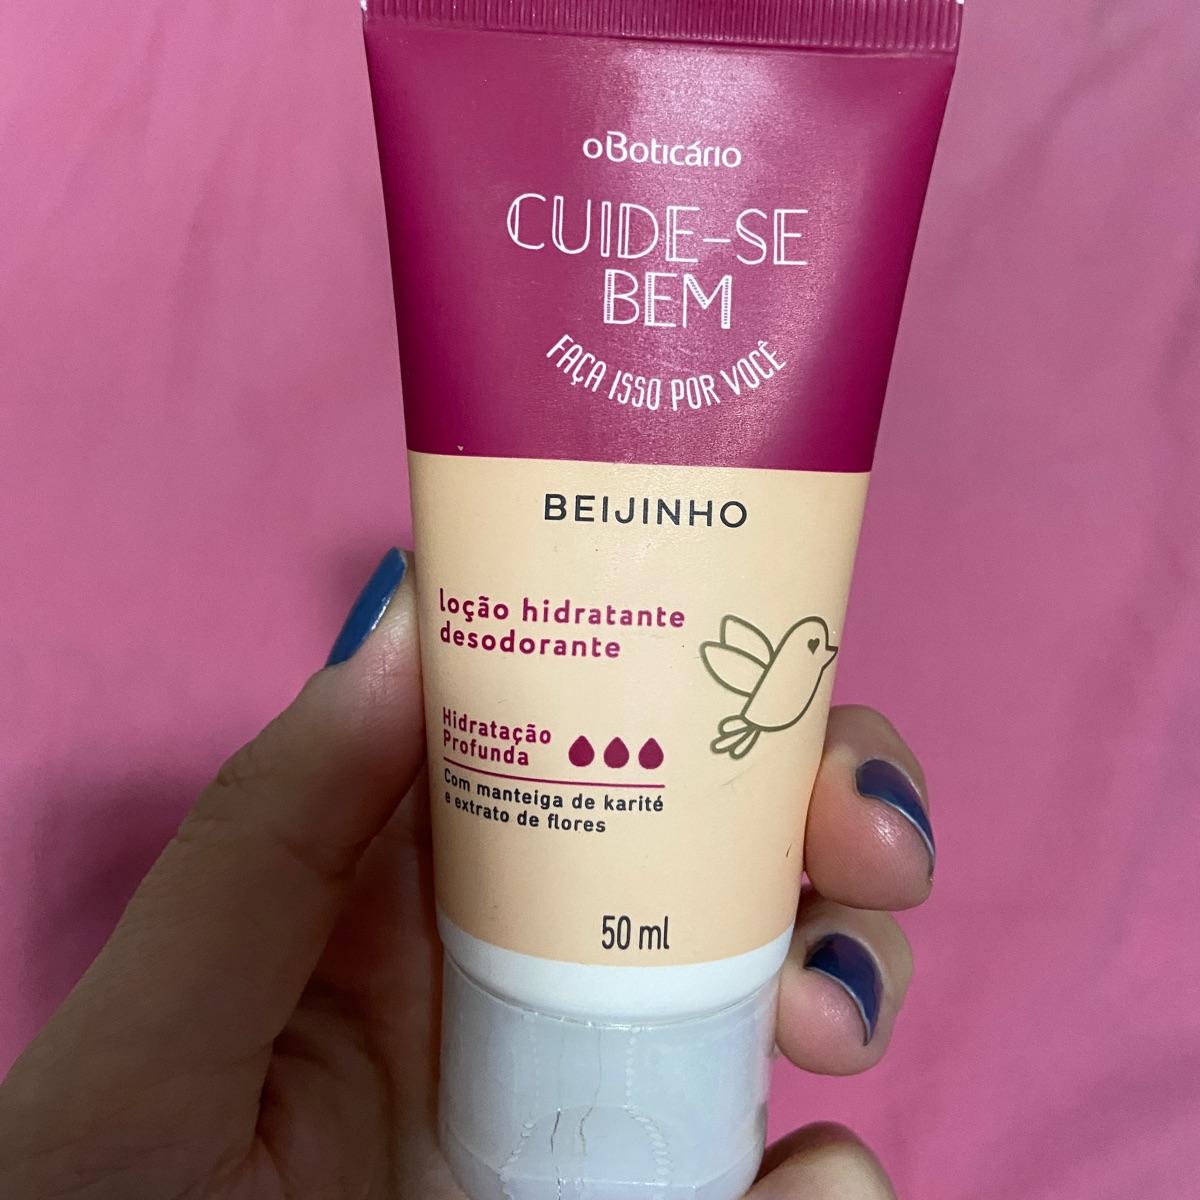 oBoticário
CUIDE-SE
BEM
FAÇA ISSO POR VOCÊ
BEIJINHO
loção hidratante
desodorante
Hidratação
Profunda
Com manteiga de karité
e extrato de flores
50 ml